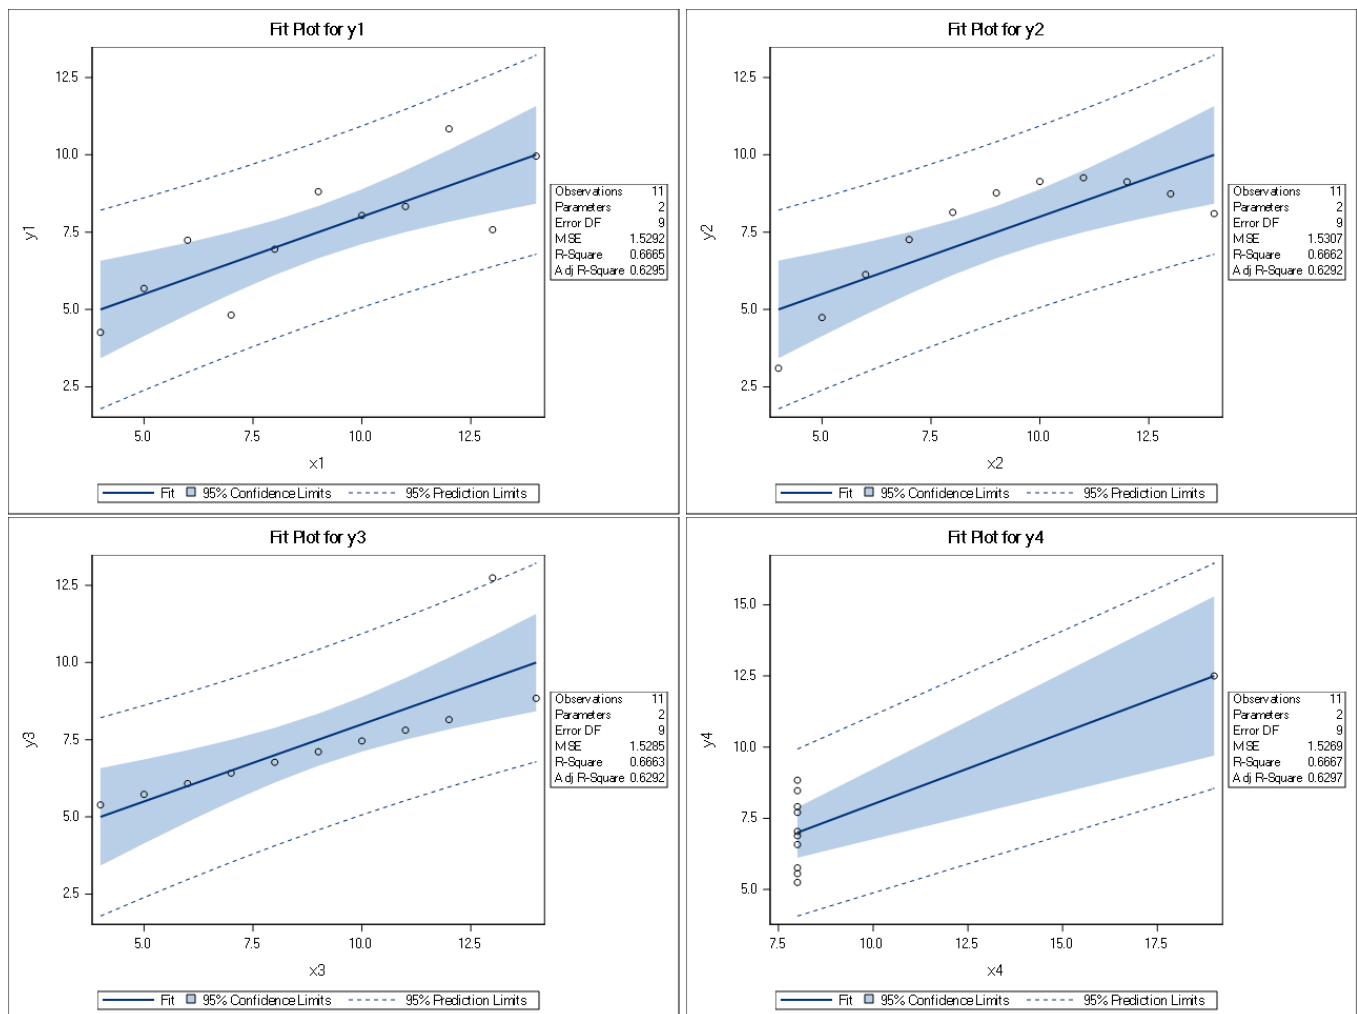 Fit Plot for y1
12.5
10.0
7.5
5.0
2.5
y1
5.0 7.5 10.0 12.5
x1
Observations 11
Parameters 2
Error DF 9
MSE 1.5292
R-Square 0.6665
Adj R-Square 0.6295
Fit 95% Confidence Limits 95% Prediction Limits
Fit Plot for y2
12.5
10.0
7.5
5.0
2.5
y2
5.0 7.5 10.0 12.5
x2
Observations 11
Parameters 2
Error DF 9
MSE 1.5307
R-Square 0.6662
Adj R-Square 0.6292
Fit 95% Confidence Limits 95% Prediction Limits
Fit Plot for y3
12.5
10.0
7.5
5.0
2.5
y3
5.0 7.5 10.0 12.5
x3
Observations 11
Parameters 2
Error DF 9
MSE 1.5285
R-Square 0.6663
Adj R-Square 0.6292
Fit 95% Confidence Limits 95% Prediction Limits
Fit Plot for y4
15.0
12.5
10.0
7.5
5.0
y4
7.5 10.0 12.5 15.0 17.5
x4
Observations 11
Parameters 2
Error DF 9
MSE 1.5269
R-Square 0.6667
Adj R-Square 0.6297
Fit 95% Confidence Limits 95% Prediction Limits